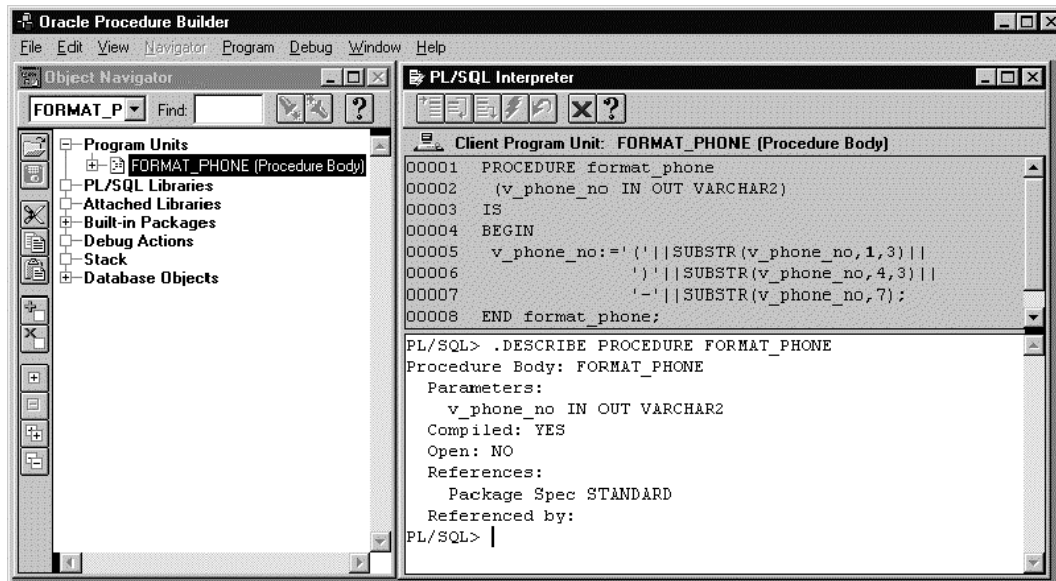 Oracle Procedure Builder
File Edit View Navigator Program Debug Window Help
Object Navigator
FORMAT_P Find:
Program Units
FORMAT_PHONE (Procedure Body)
PL/SQL Libraries
Attached Libraries
Built-in Packages
Debug Actions
Stack
Database Objects
PL/SQL Interpreter
Client Program Unit: FORMAT_PHONE (Procedure Body)
00001 PROCEDURE format_phone
00002 (v_phone_no IN OUT VARCHAR2)
00003 IS
00004 BEGIN
00005 v_phone_no:='('||SUBSTR(v_phone_no,1,3)||
00006 ')'||SUBSTR(v_phone_no,4,3)||
00007 '-'||SUBSTR(v_phone_no,7);
00008 END format_phone;
PL/SQL> .DESCRIBE PROCEDURE FORMAT_PHONE
Procedure Body: FORMAT_PHONE
Parameters:
v_phone_no IN OUT VARCHAR2
Compiled: YES
Open: NO
References:
Package Spec STANDARD
Referenced by:
PL/SQL>